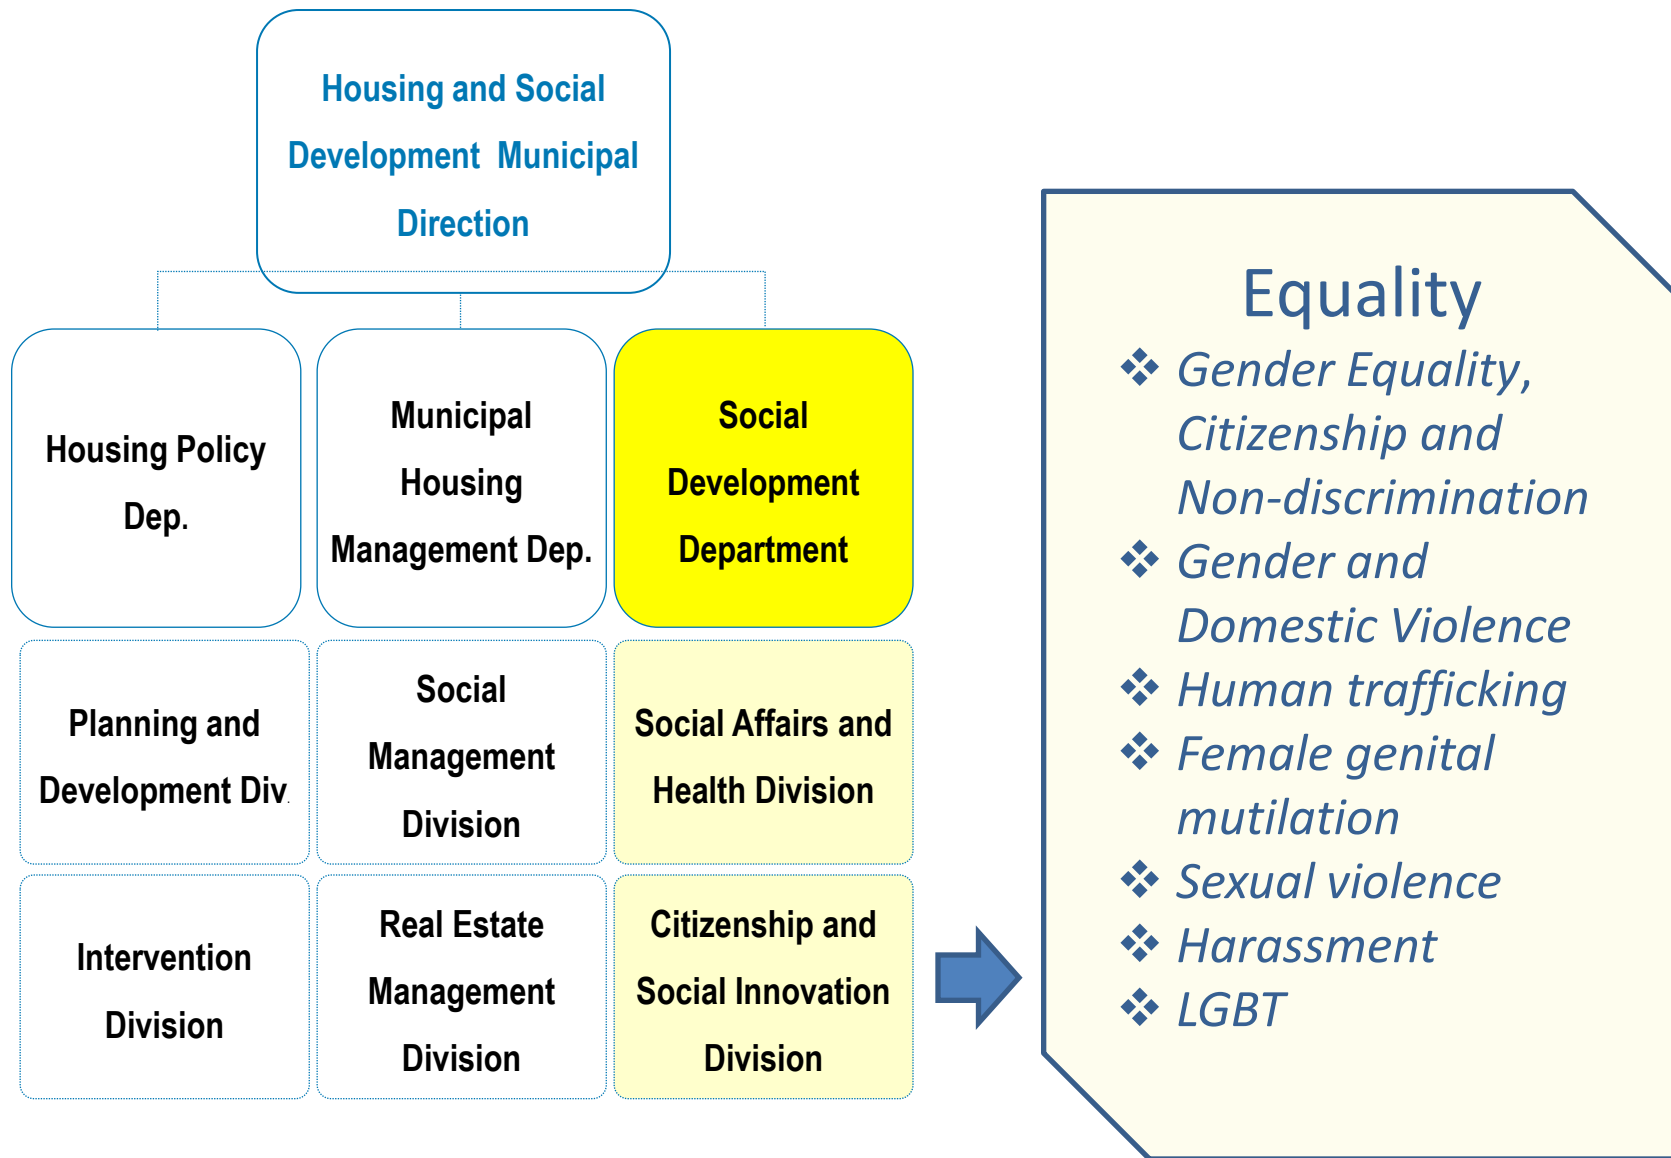 Housing and Social
Development Municipal
Direction
Housing Policy
Dep.
Municipal
Housing
Management Dep.
Social
Development
Department
Planning and
Development Div.
Social
Management
Division
Social Affairs and
Health Division
Intervention
Division
Real Estate
Management
Division
Citizenship and
Social Innovation
Division
Equality
❖ Gender Equality,
Citizenship and
Non-discrimination
❖ Gender and
Domestic Violence
❖ Human trafficking
❖ Female genital
mutilation
❖ Sexual violence
❖ Harassment
❖ LGBT